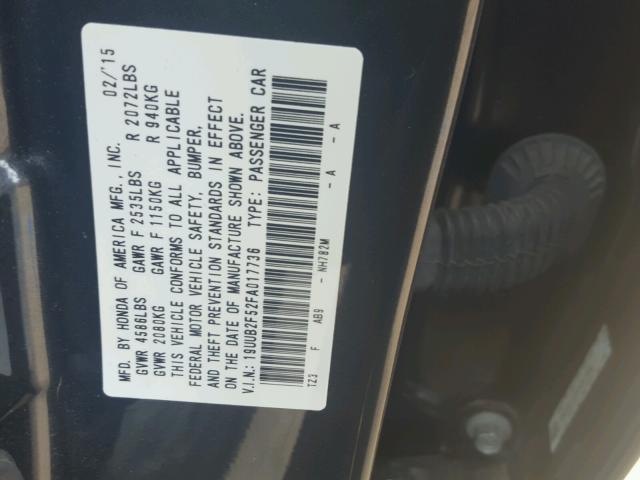 MFD. BY HONDA OF AMERICA MFG., INC. 02/'15
GVWR 4586LBS GAWR F 2535LBS R 2072LBS
GVWR 2080KG GAWR F 1150KG R 940KG
THIS VEHICLE CONFORMS TO ALL APPLICABLE
FEDERAL MOTOR VEHICLE SAFETY, BUMPER,
AND THEFT PREVENTION STANDARDS IN EFFECT
ON THE DATE OF MANUFACTURE SHOWN ABOVE.
V.I.N.: 19UUB2F52FA017736 TYPE: PASSENGER CAR
TZ3 F AB9 - NH782M - A - A